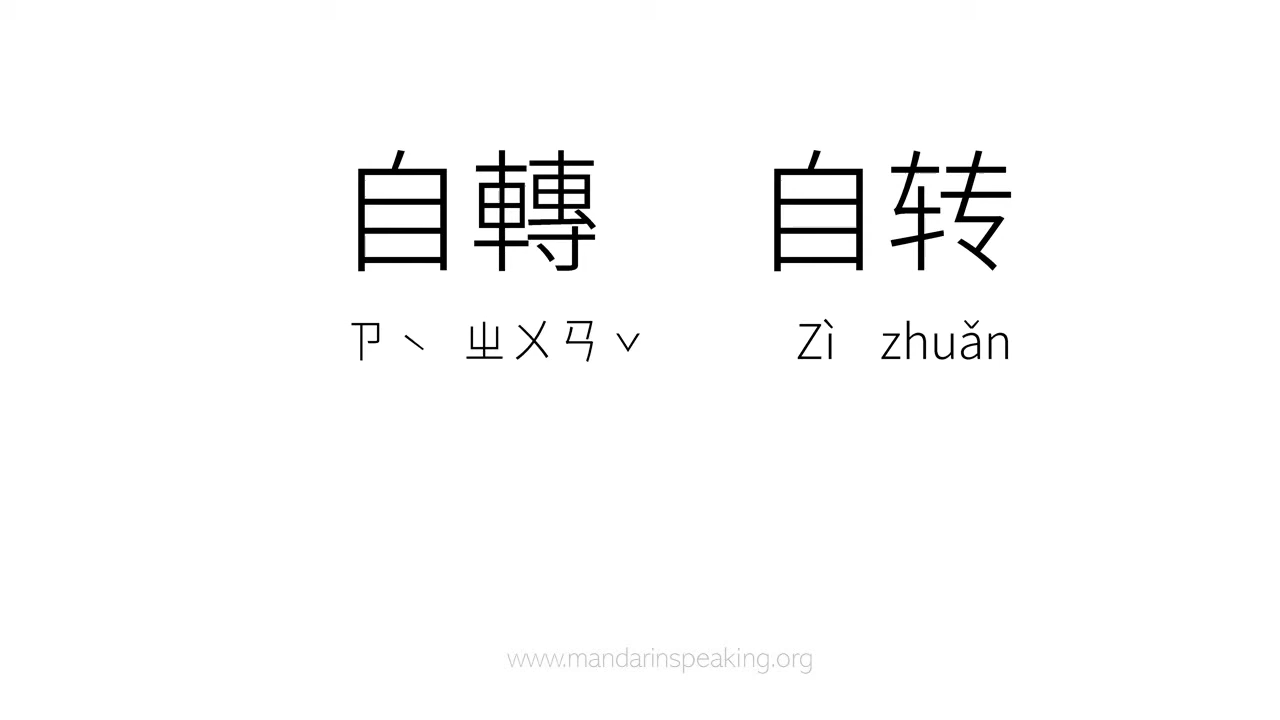 自轉 自转
ㄗˋ ㄓㄨㄢˇ Zì zhuǎn
www.mandarinspeaking.org